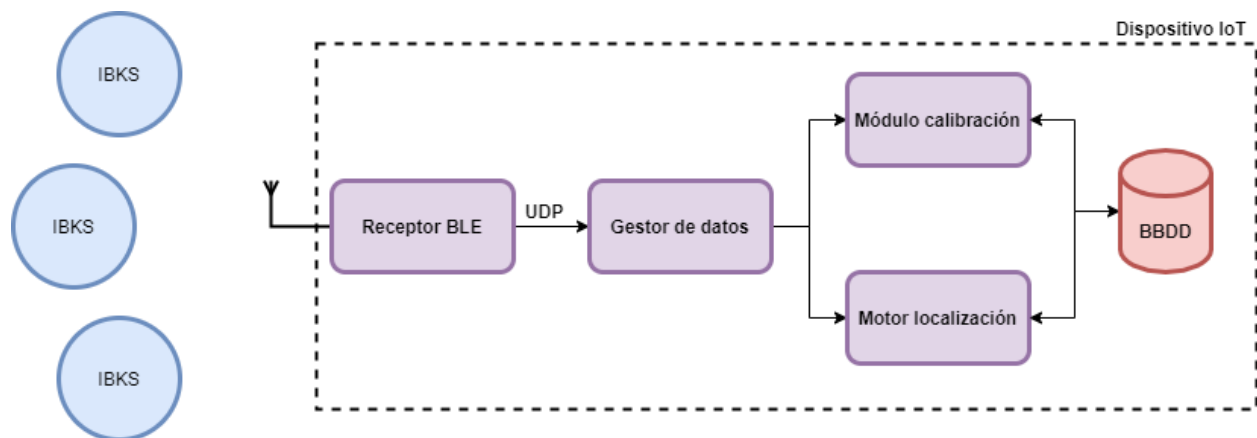 Dispositivo IoT
IBKS
IBKS
IBKS
Receptor BLE
UDP
Gestor de datos
Módulo calibración
Motor localización
BBDD